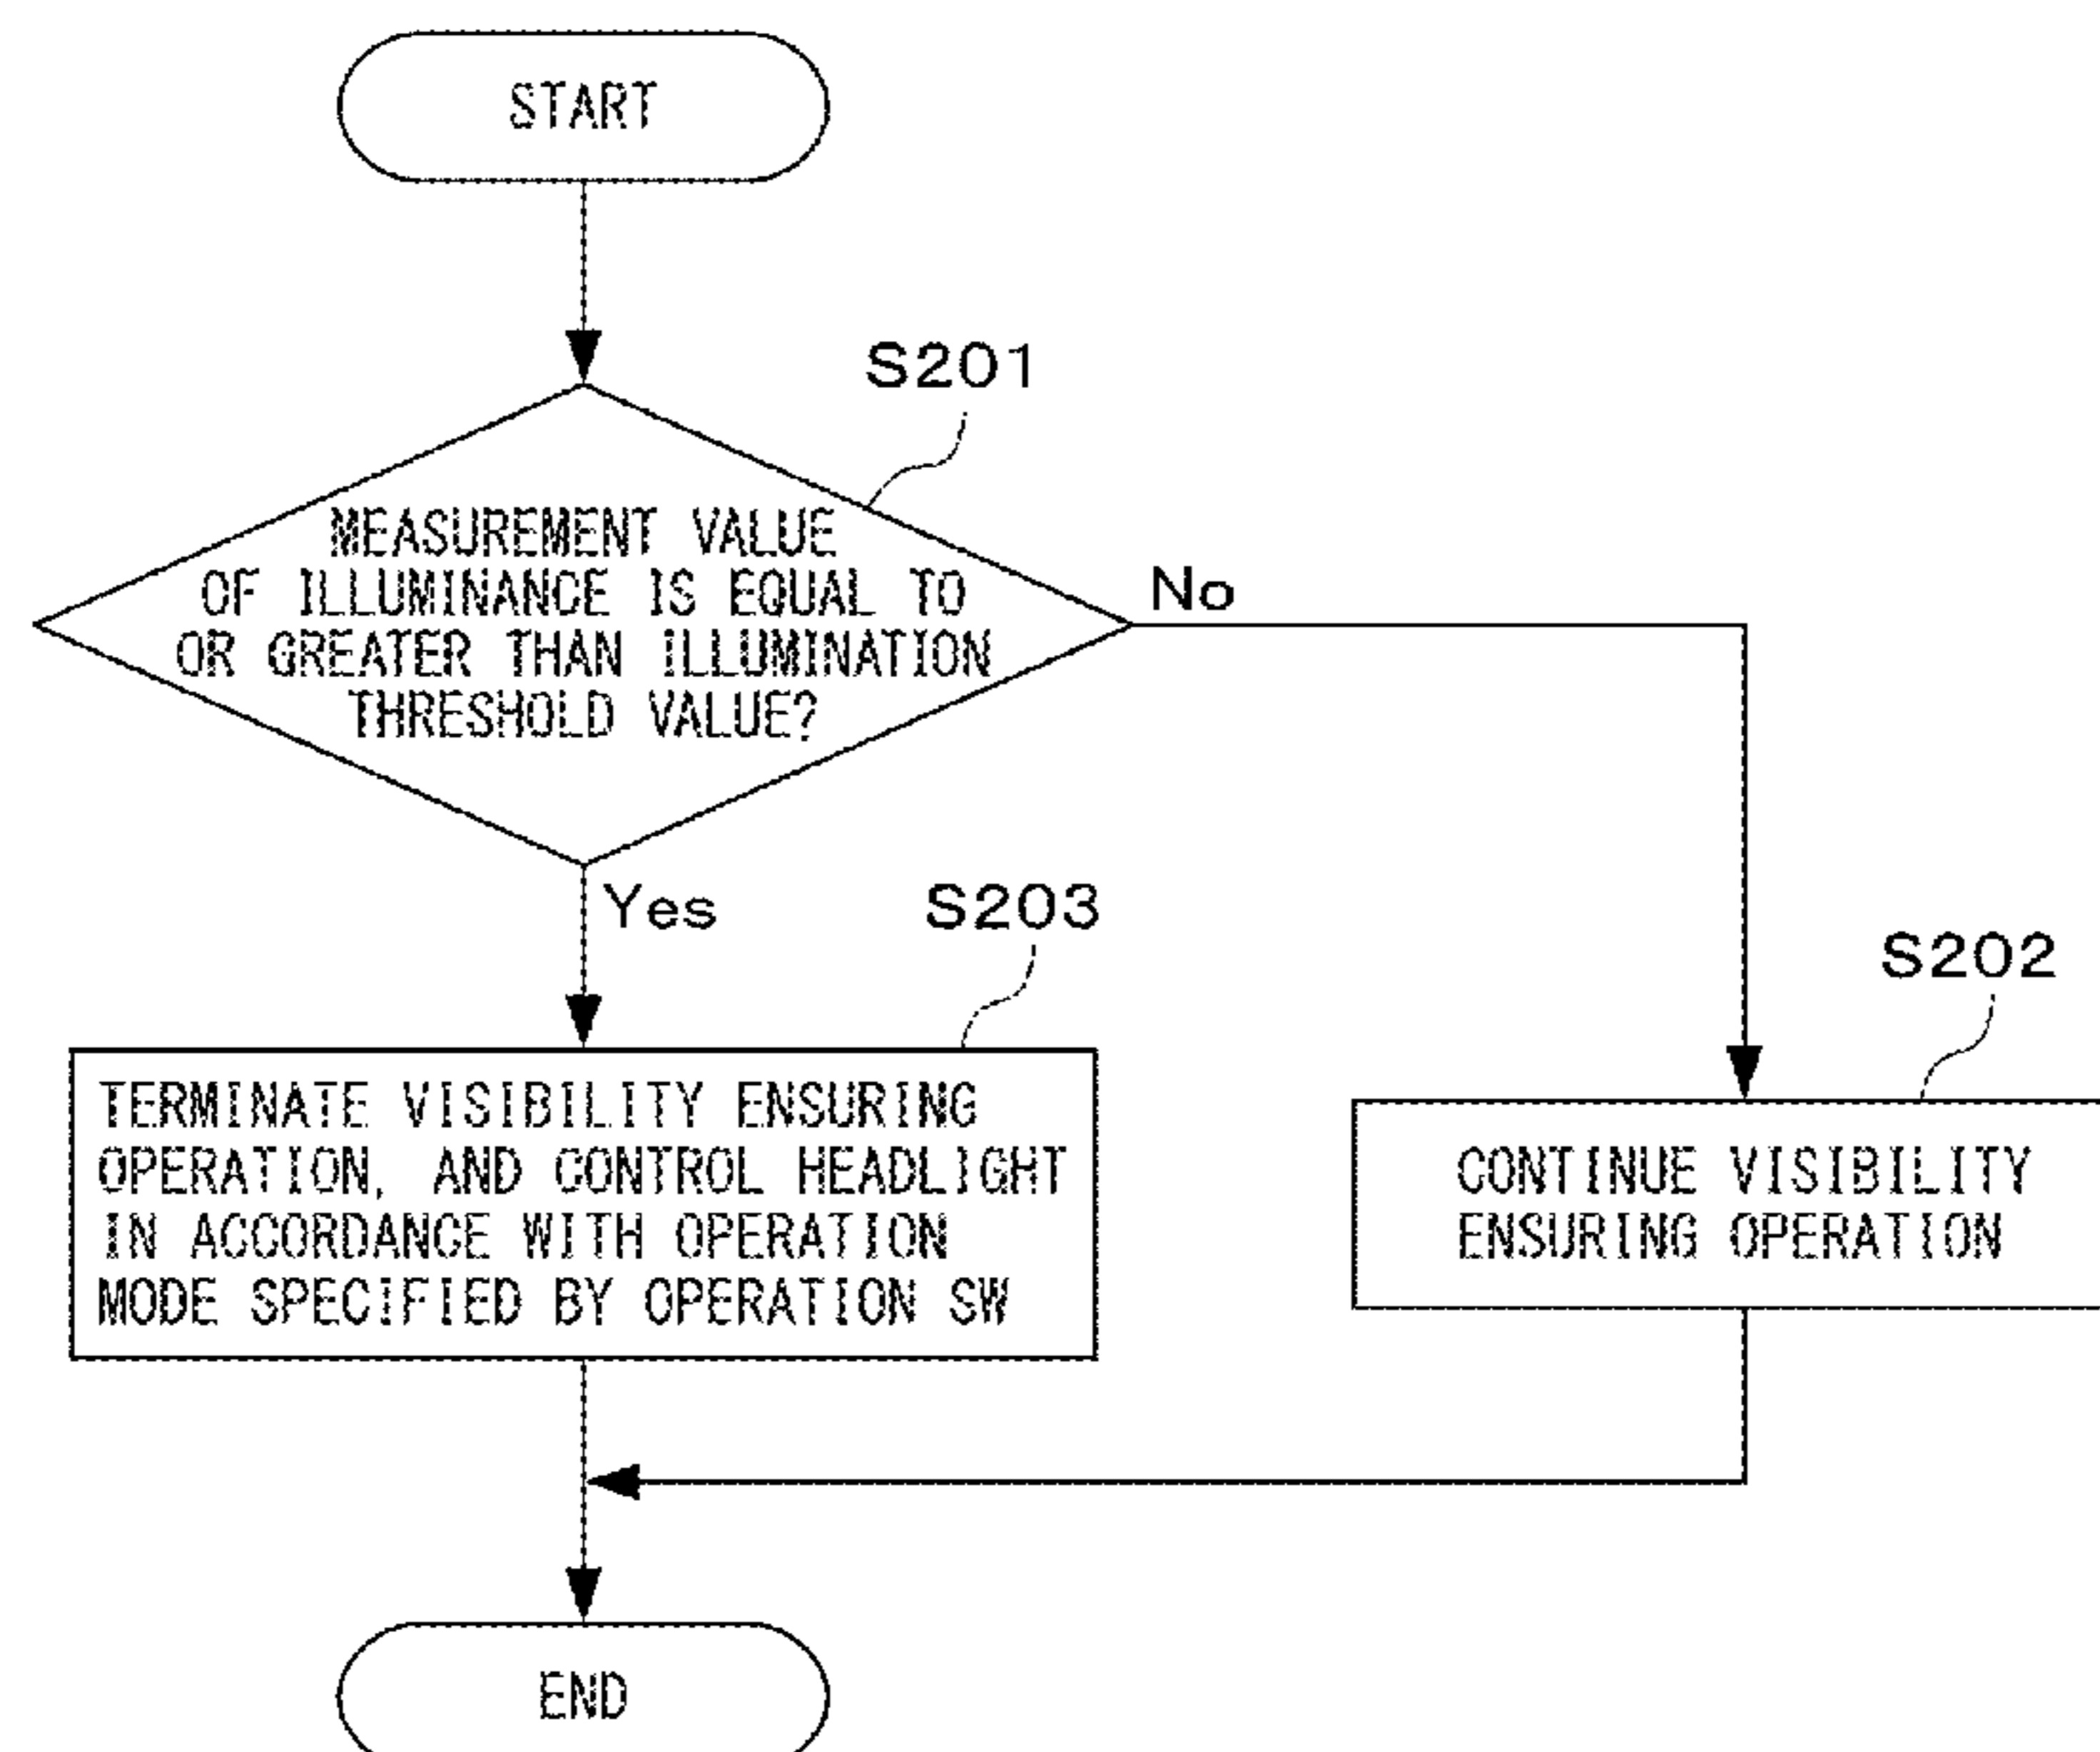 START
S201
MEASUREMENT VALUE
OF ILLUMINANCE IS EQUAL TO
OR GREATER THAN ILLUMINATION
THRESHOLD VALUE?
No
Yes
S203
S202
TERMINATE VISIBILITY ENSURING
OPERATION, AND CONTROL HEADLIGHT
IN ACCORDANCE WITH OPERATION
MODE SPECIFIED BY OPERATION SW
CONTINUE VISIBILITY
ENSURING OPERATION
END